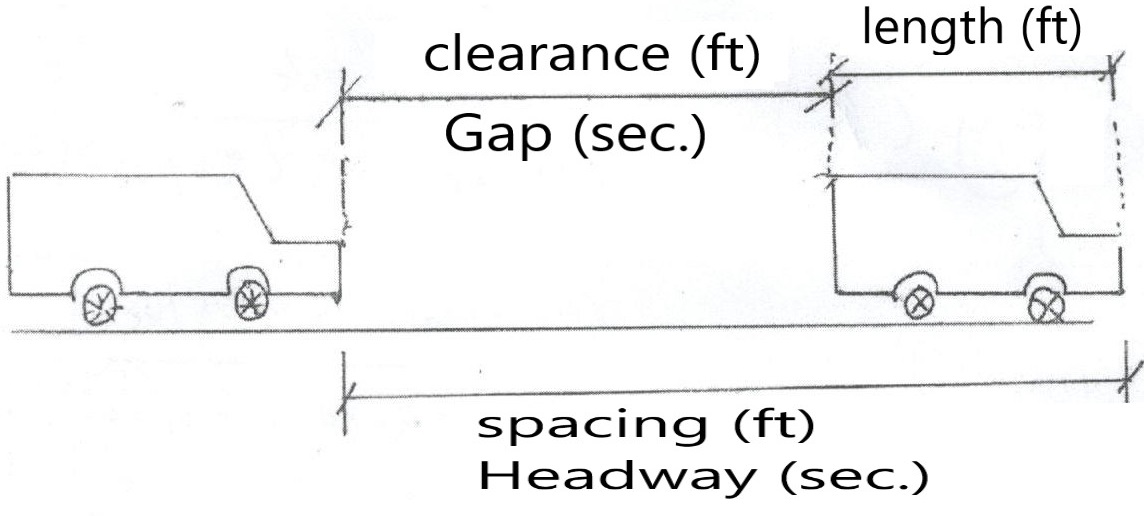 length (ft)
clearance (ft)
Gap (sec.)
spacing (ft)
Headway (sec.)